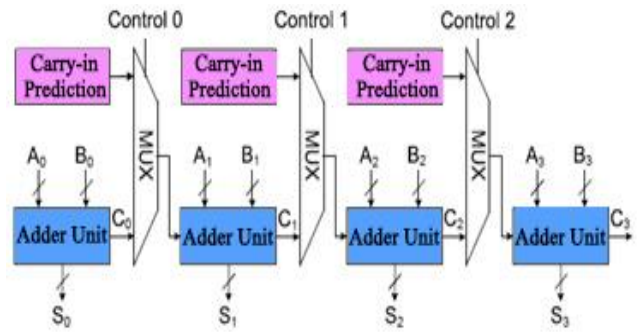 Control 0 Control 1 Control 2
Carry-in Prediction Carry-in Prediction Carry-in Prediction
MUX MUX MUX
A0 B0 A1 B1 A2 B2 A3 B3
Adder Unit C0 Adder Unit C1 Adder Unit C2 Adder Unit C3
S0 S1 S2 S3